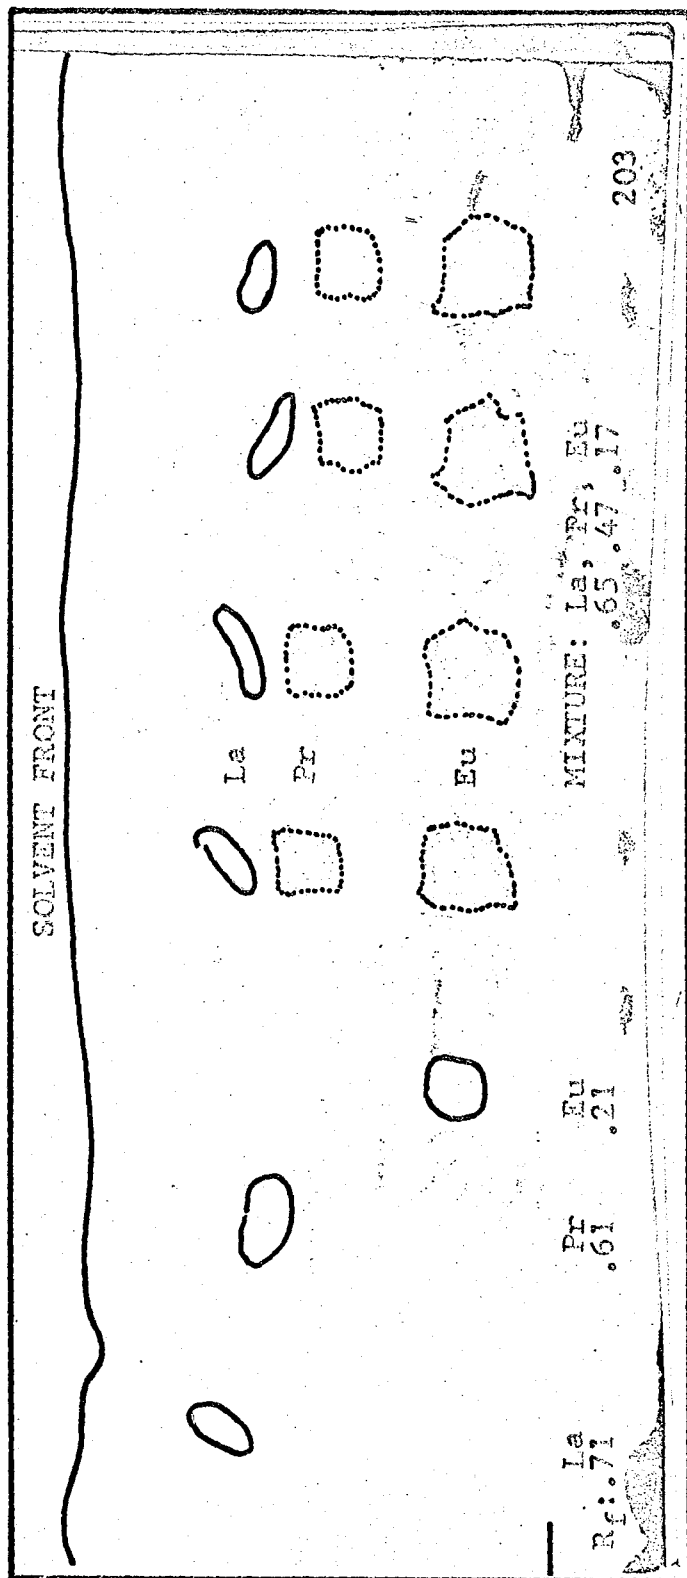 SOLVENT FRONT
La
Pr
Eu
La Pr Eu MIXTURE: La, Pr, Eu
Rf: .71 .61 .21 .65 .47 .17
203